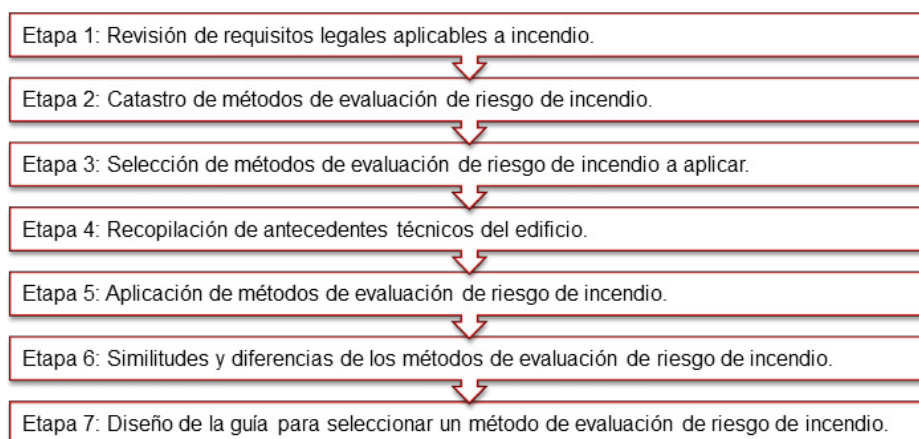 Etapa 1: Revisión de requisitos legales aplicables a incendio.
Etapa 2: Catastro de métodos de evaluación de riesgo de incendio.
Etapa 3: Selección de métodos de evaluación de riesgo de incendio a aplicar.
Etapa 4: Recopilación de antecedentes técnicos del edificio.
Etapa 5: Aplicación de métodos de evaluación de riesgo de incendio.
Etapa 6: Similitudes y diferencias de los métodos de evaluación de riesgo de incendio.
Etapa 7: Diseño de la guía para seleccionar un método de evaluación de riesgo de incendio.